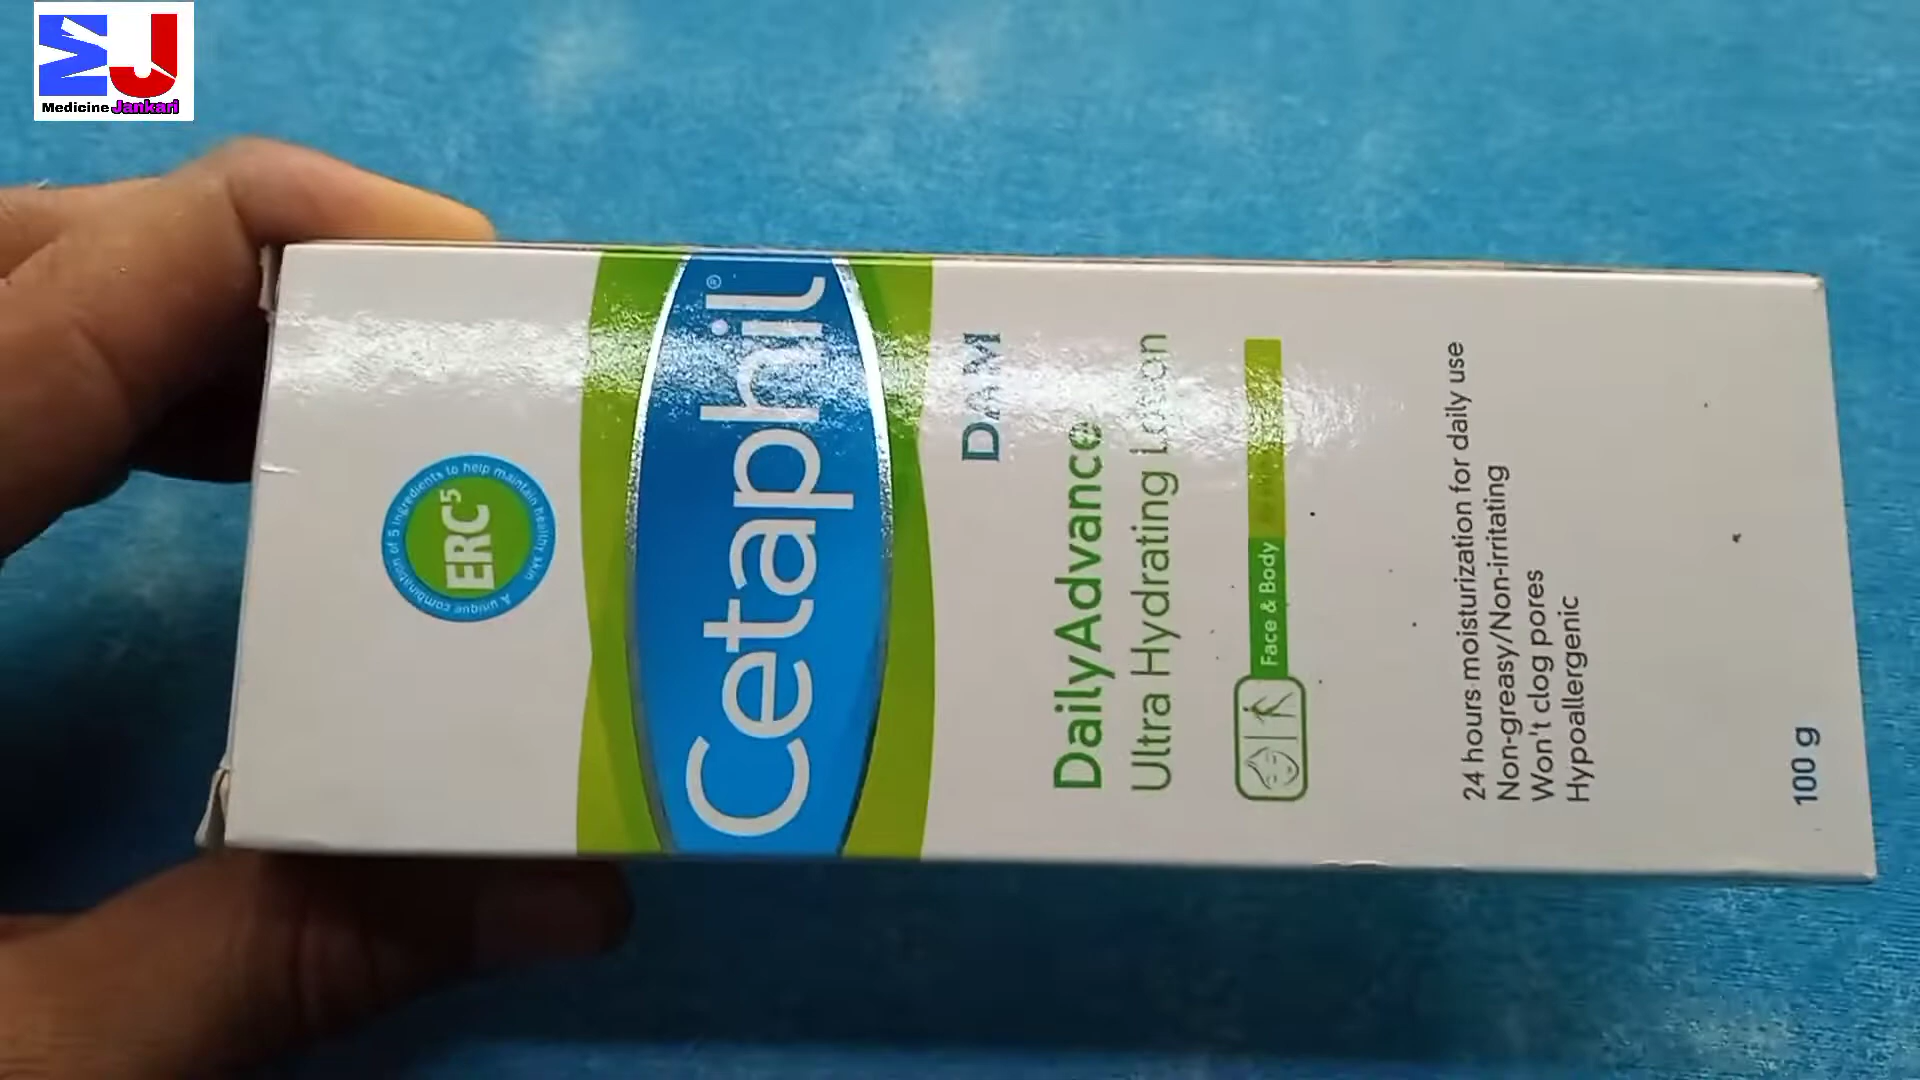 MJ
Medicine Jankari
A unique combination of 5 ingredients to help maintain healthy skin
ERC⁵
Cetaphil®
DAM
DailyAdvance
Ultra Hydrating Lotion
Face & Body
24 hours moisturization for daily use
Non-greasy/Non-irritating
Won't clog pores
Hypoallergenic
100 g